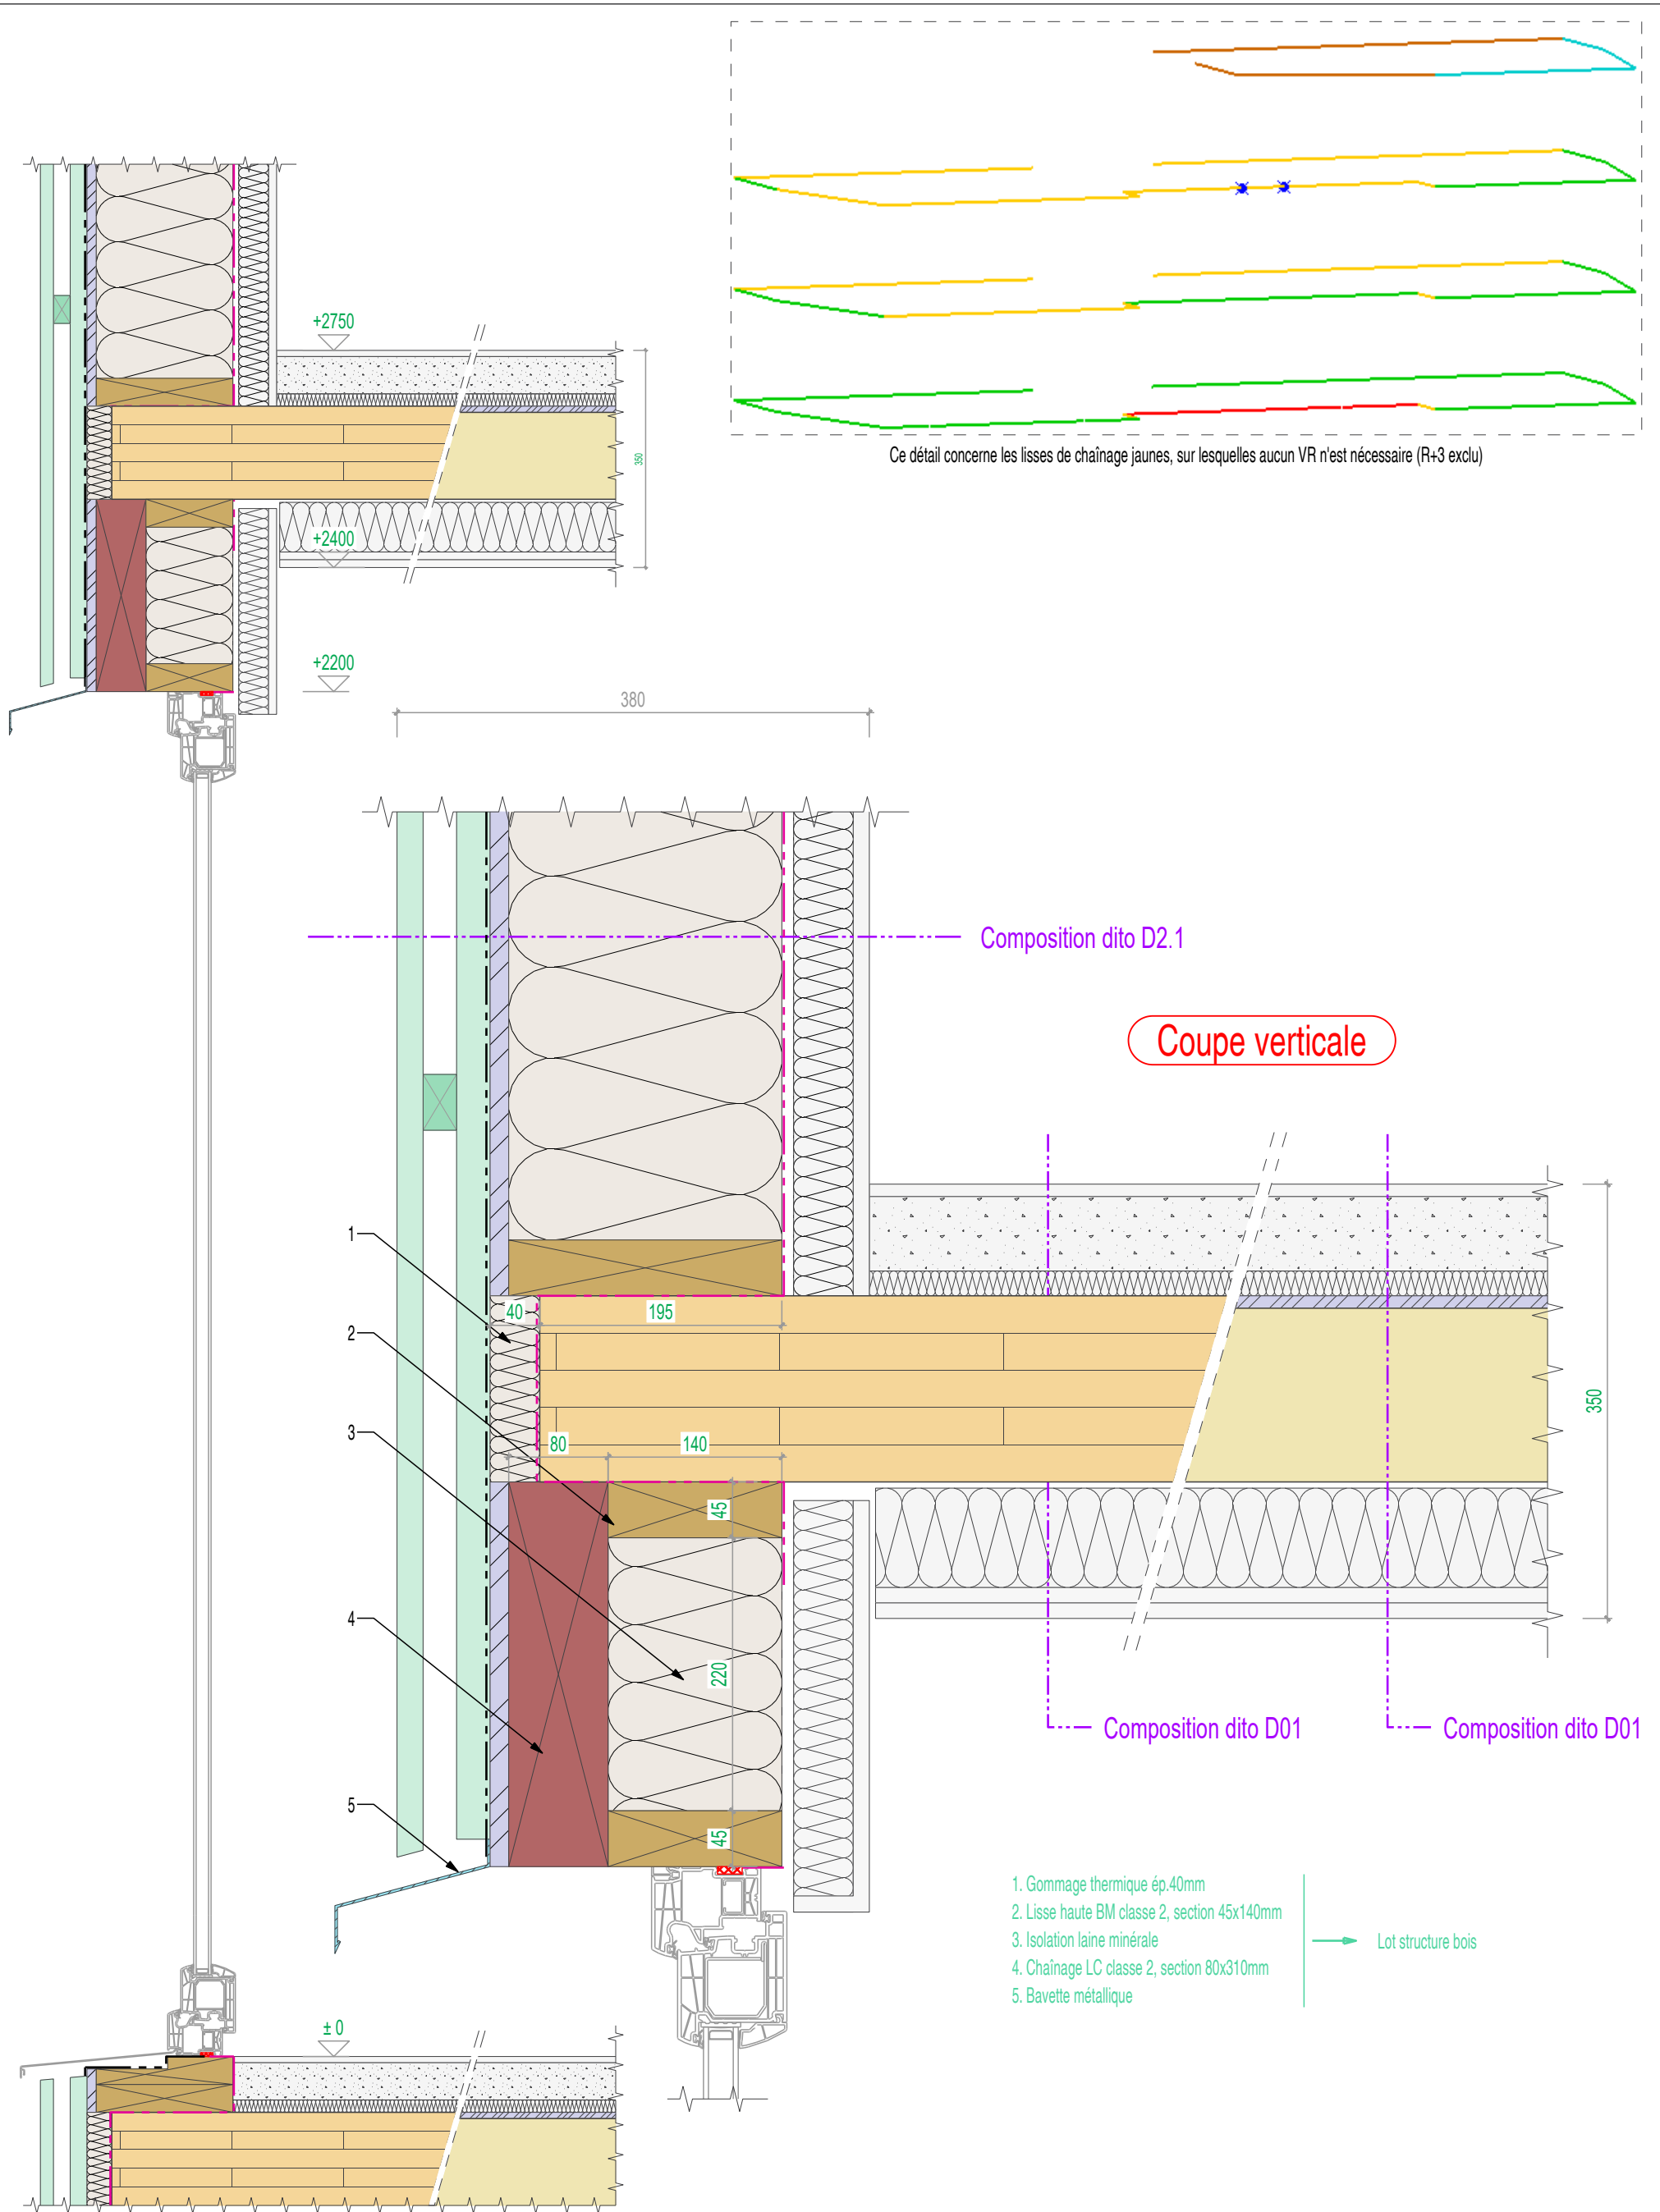 Ce détail concerne les lisses de chaînage jaunes, sur lesquelles aucun VR n'est nécessaire (R+3 exclu)
+2750
350
+2400
+2200
380
Composition dito D2.1
Coupe verticale
1
40
195
2
350
3
80
140
45
4
220
Composition dito D01
Composition dito D01
5
45
1. Gommage thermique ép.40mm
2. Lisse haute BM classe 2, section 45x140mm
3. Isolation laine minérale
4. Chaînage LC classe 2, section 80x310mm
5. Bavette métallique
Lot structure bois
± 0